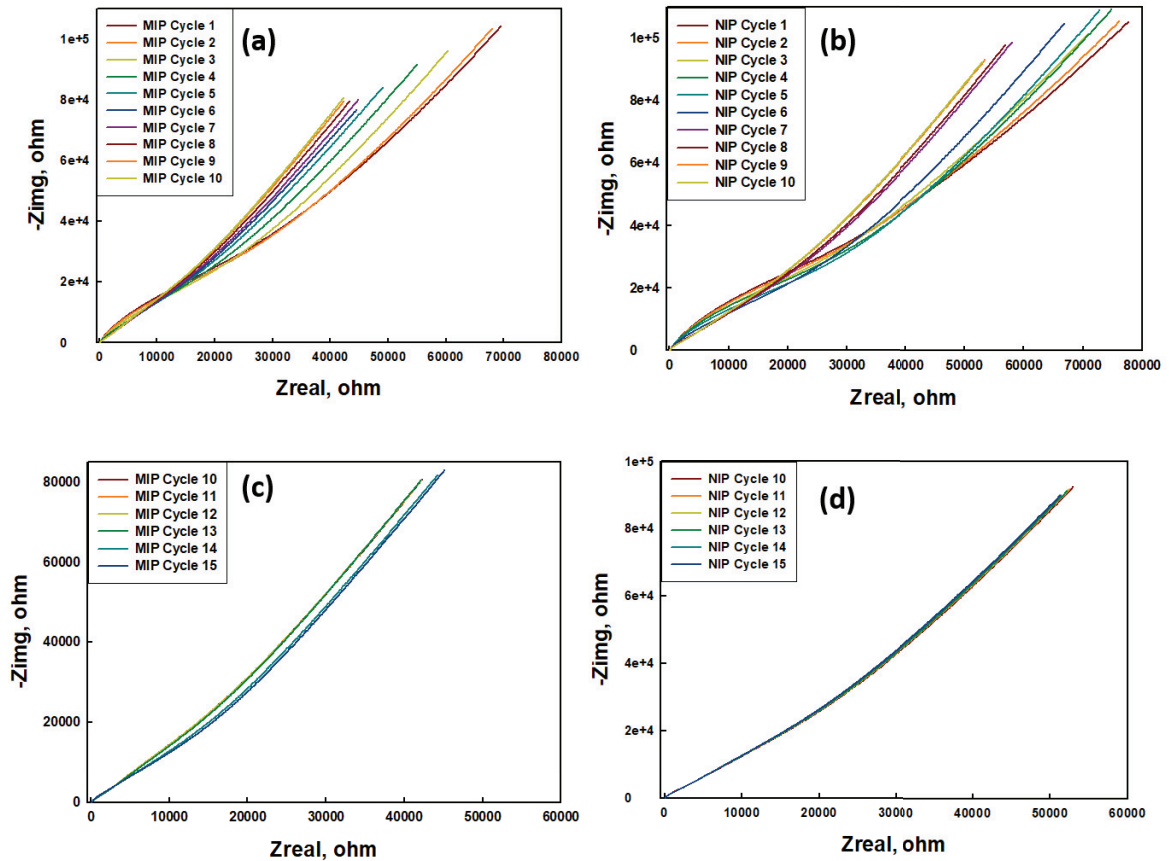 MIP Cycle 1
MIP Cycle 2
MIP Cycle 3
MIP Cycle 4
MIP Cycle 5
MIP Cycle 6
MIP Cycle 7
MIP Cycle 8
MIP Cycle 9
MIP Cycle 10
(a)
1e+5
8e+4
6e+4
4e+4
2e+4
0
-Zimg, ohm
0 10000 20000 30000 40000 50000 60000 70000 80000
Zreal, ohm
NIP Cycle 1
NIP Cycle 2
NIP Cycle 3
NIP Cycle 4
NIP Cycle 5
NIP Cycle 6
NIP Cycle 7
NIP Cycle 8
NIP Cycle 9
NIP Cycle 10
(b)
1e+5
8e+4
6e+4
4e+4
2e+4
0
-Zimg, ohm
0 10000 20000 30000 40000 50000 60000 70000 80000
Zreal, ohm
MIP Cycle 10
MIP Cycle 11
MIP Cycle 12
MIP Cycle 13
MIP Cycle 14
MIP Cycle 15
(c)
80000
60000
40000
20000
0
-Zimg, ohm
0 10000 20000 30000 40000 50000 60000
Zreal, ohm
NIP Cycle 10
NIP Cycle 11
NIP Cycle 12
NIP Cycle 13
NIP Cycle 14
NIP Cycle 15
(d)
1e+5
8e+4
6e+4
4e+4
2e+4
0
-Zimg, ohm
0 10000 20000 30000 40000 50000 60000
Zreal, ohm